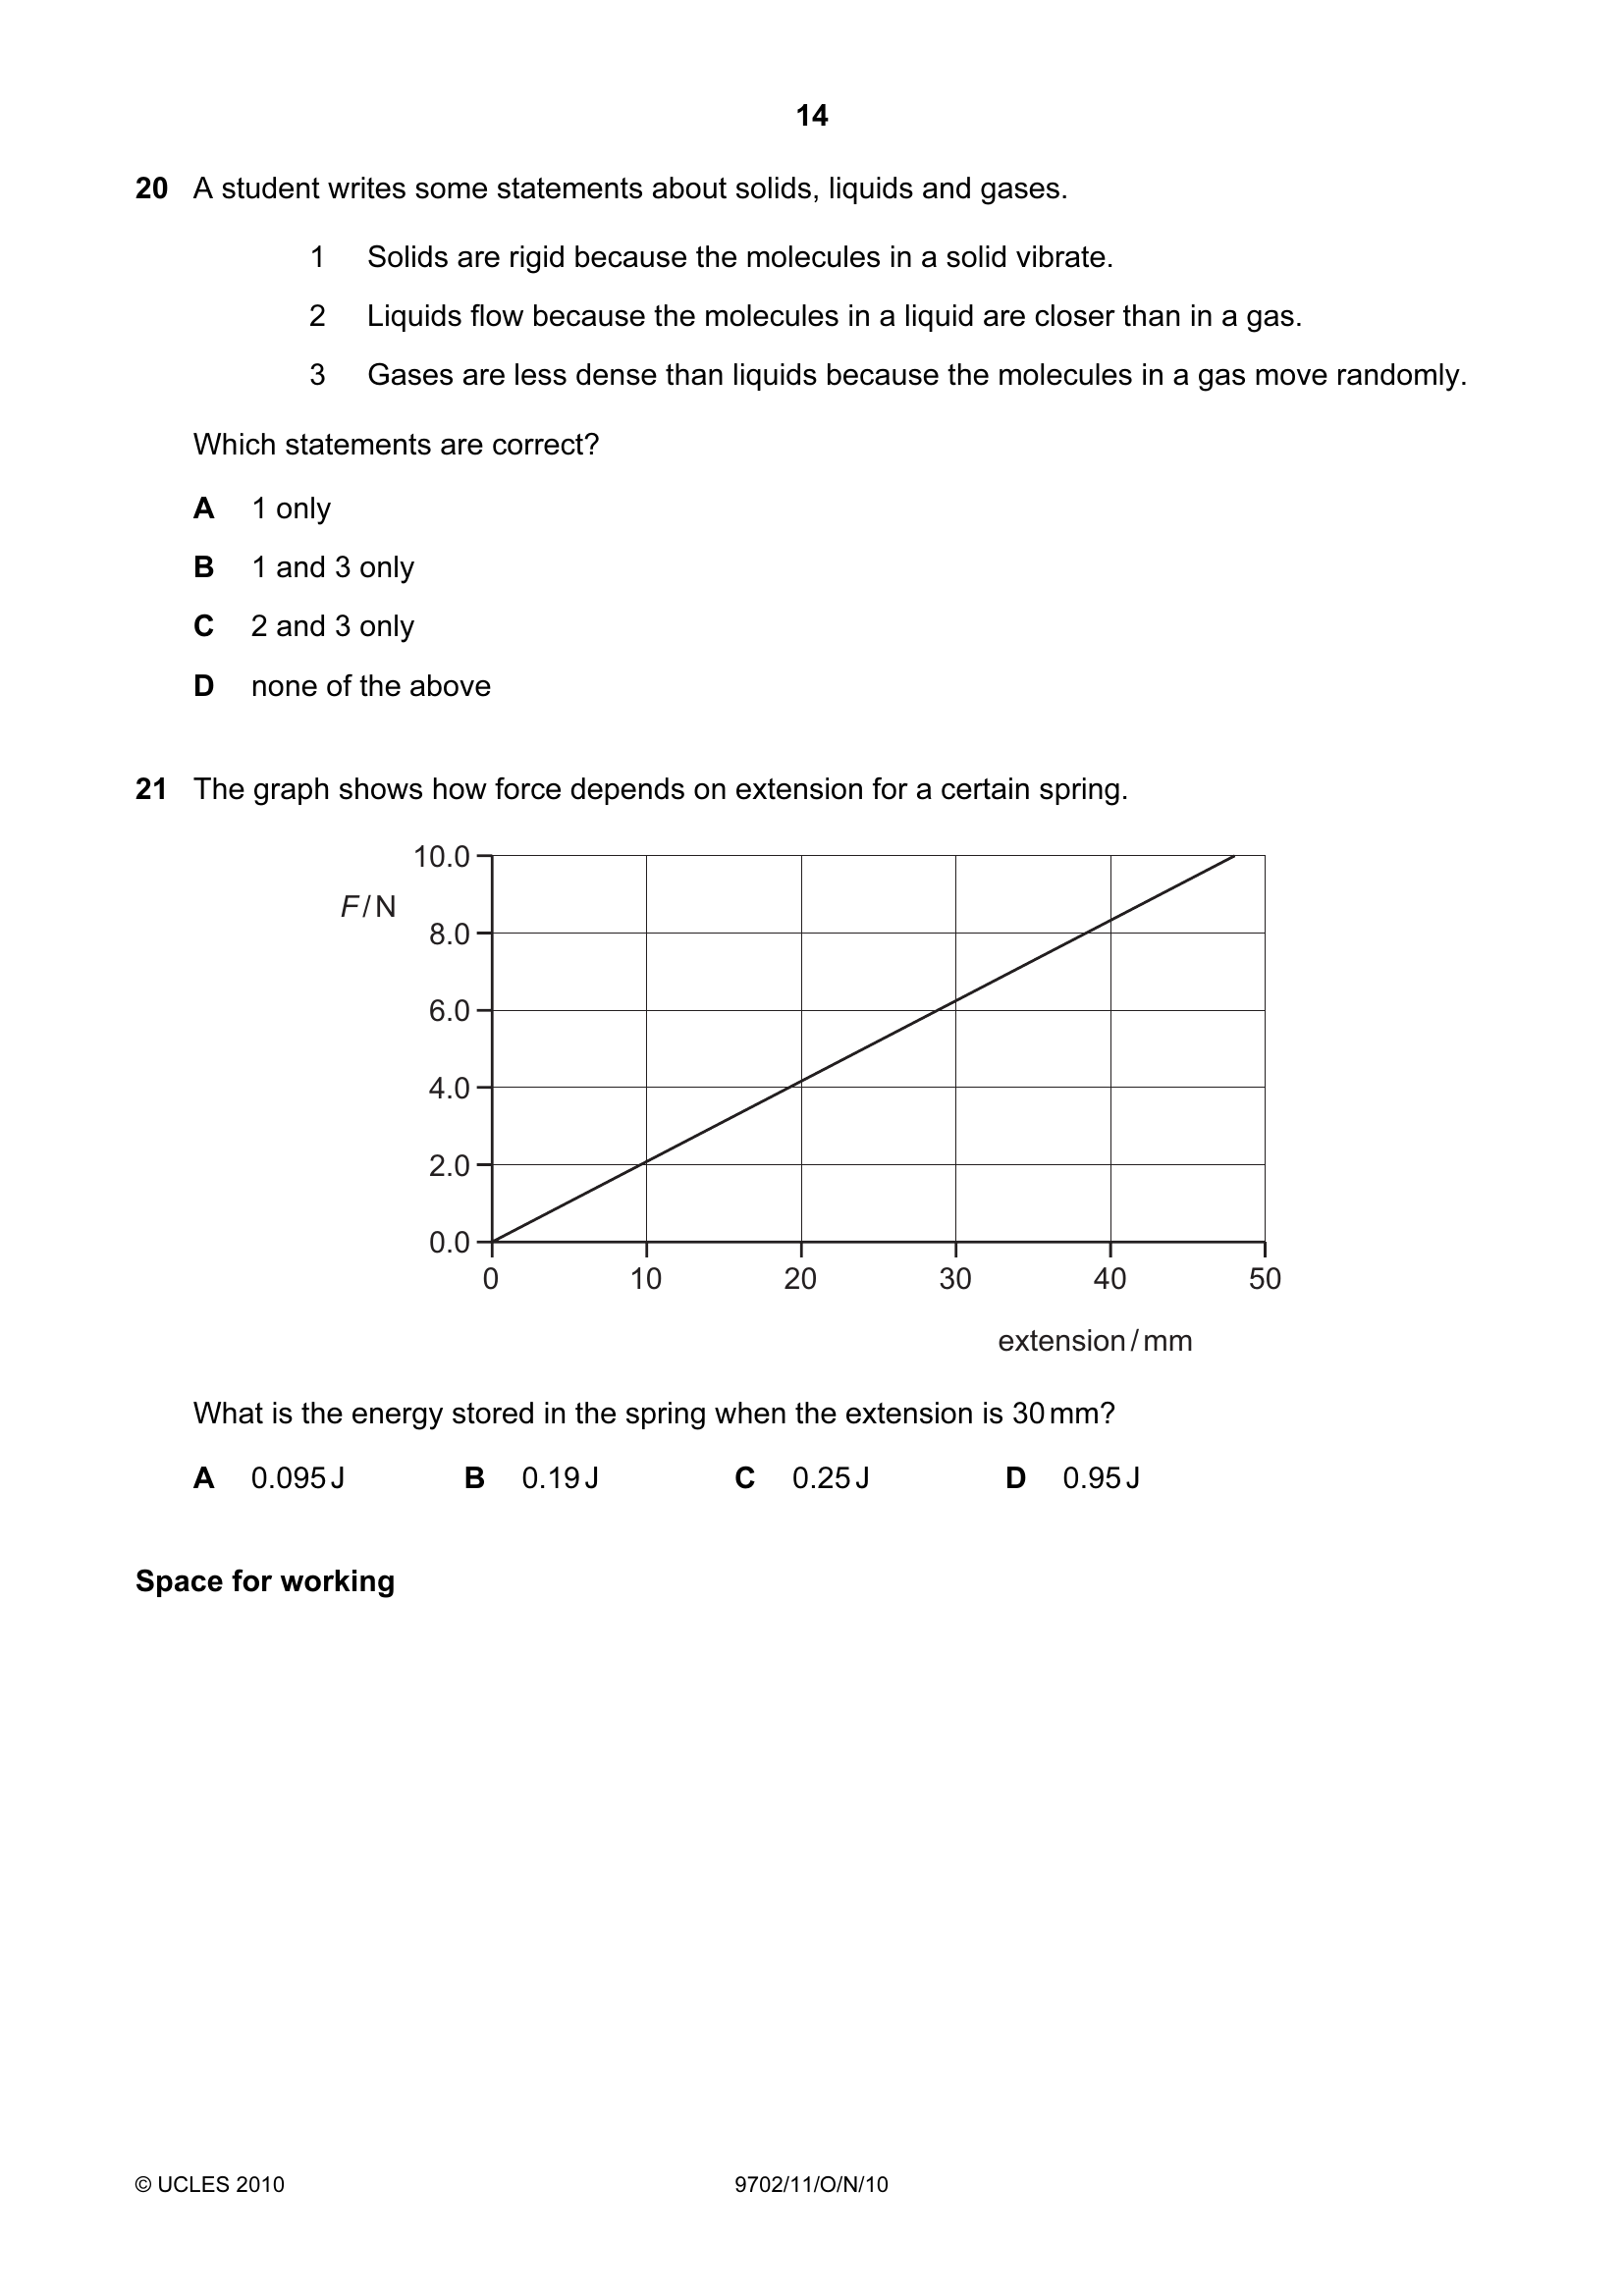 14
20 A student writes some statements about solids, liquids and gases.
1 Solids are rigid because the molecules in a solid vibrate.
2 Liquids flow because the molecules in a liquid are closer than in a gas.
3 Gases are less dense than liquids because the molecules in a gas move randomly.
Which statements are correct?
A 1 only
B 1 and 3 only
C 2 and 3 only
D none of the above
21 The graph shows how force depends on extension for a certain spring.
10.0
F / N
8.0
6.0
4.0
2.0
0.0
0 10 20 30 40 50
extension / mm
What is the energy stored in the spring when the extension is 30 mm?
A 0.095 J B 0.19 J C 0.25 J D 0.95 J
Space for working
© UCLES 2010 9702/11/O/N/10